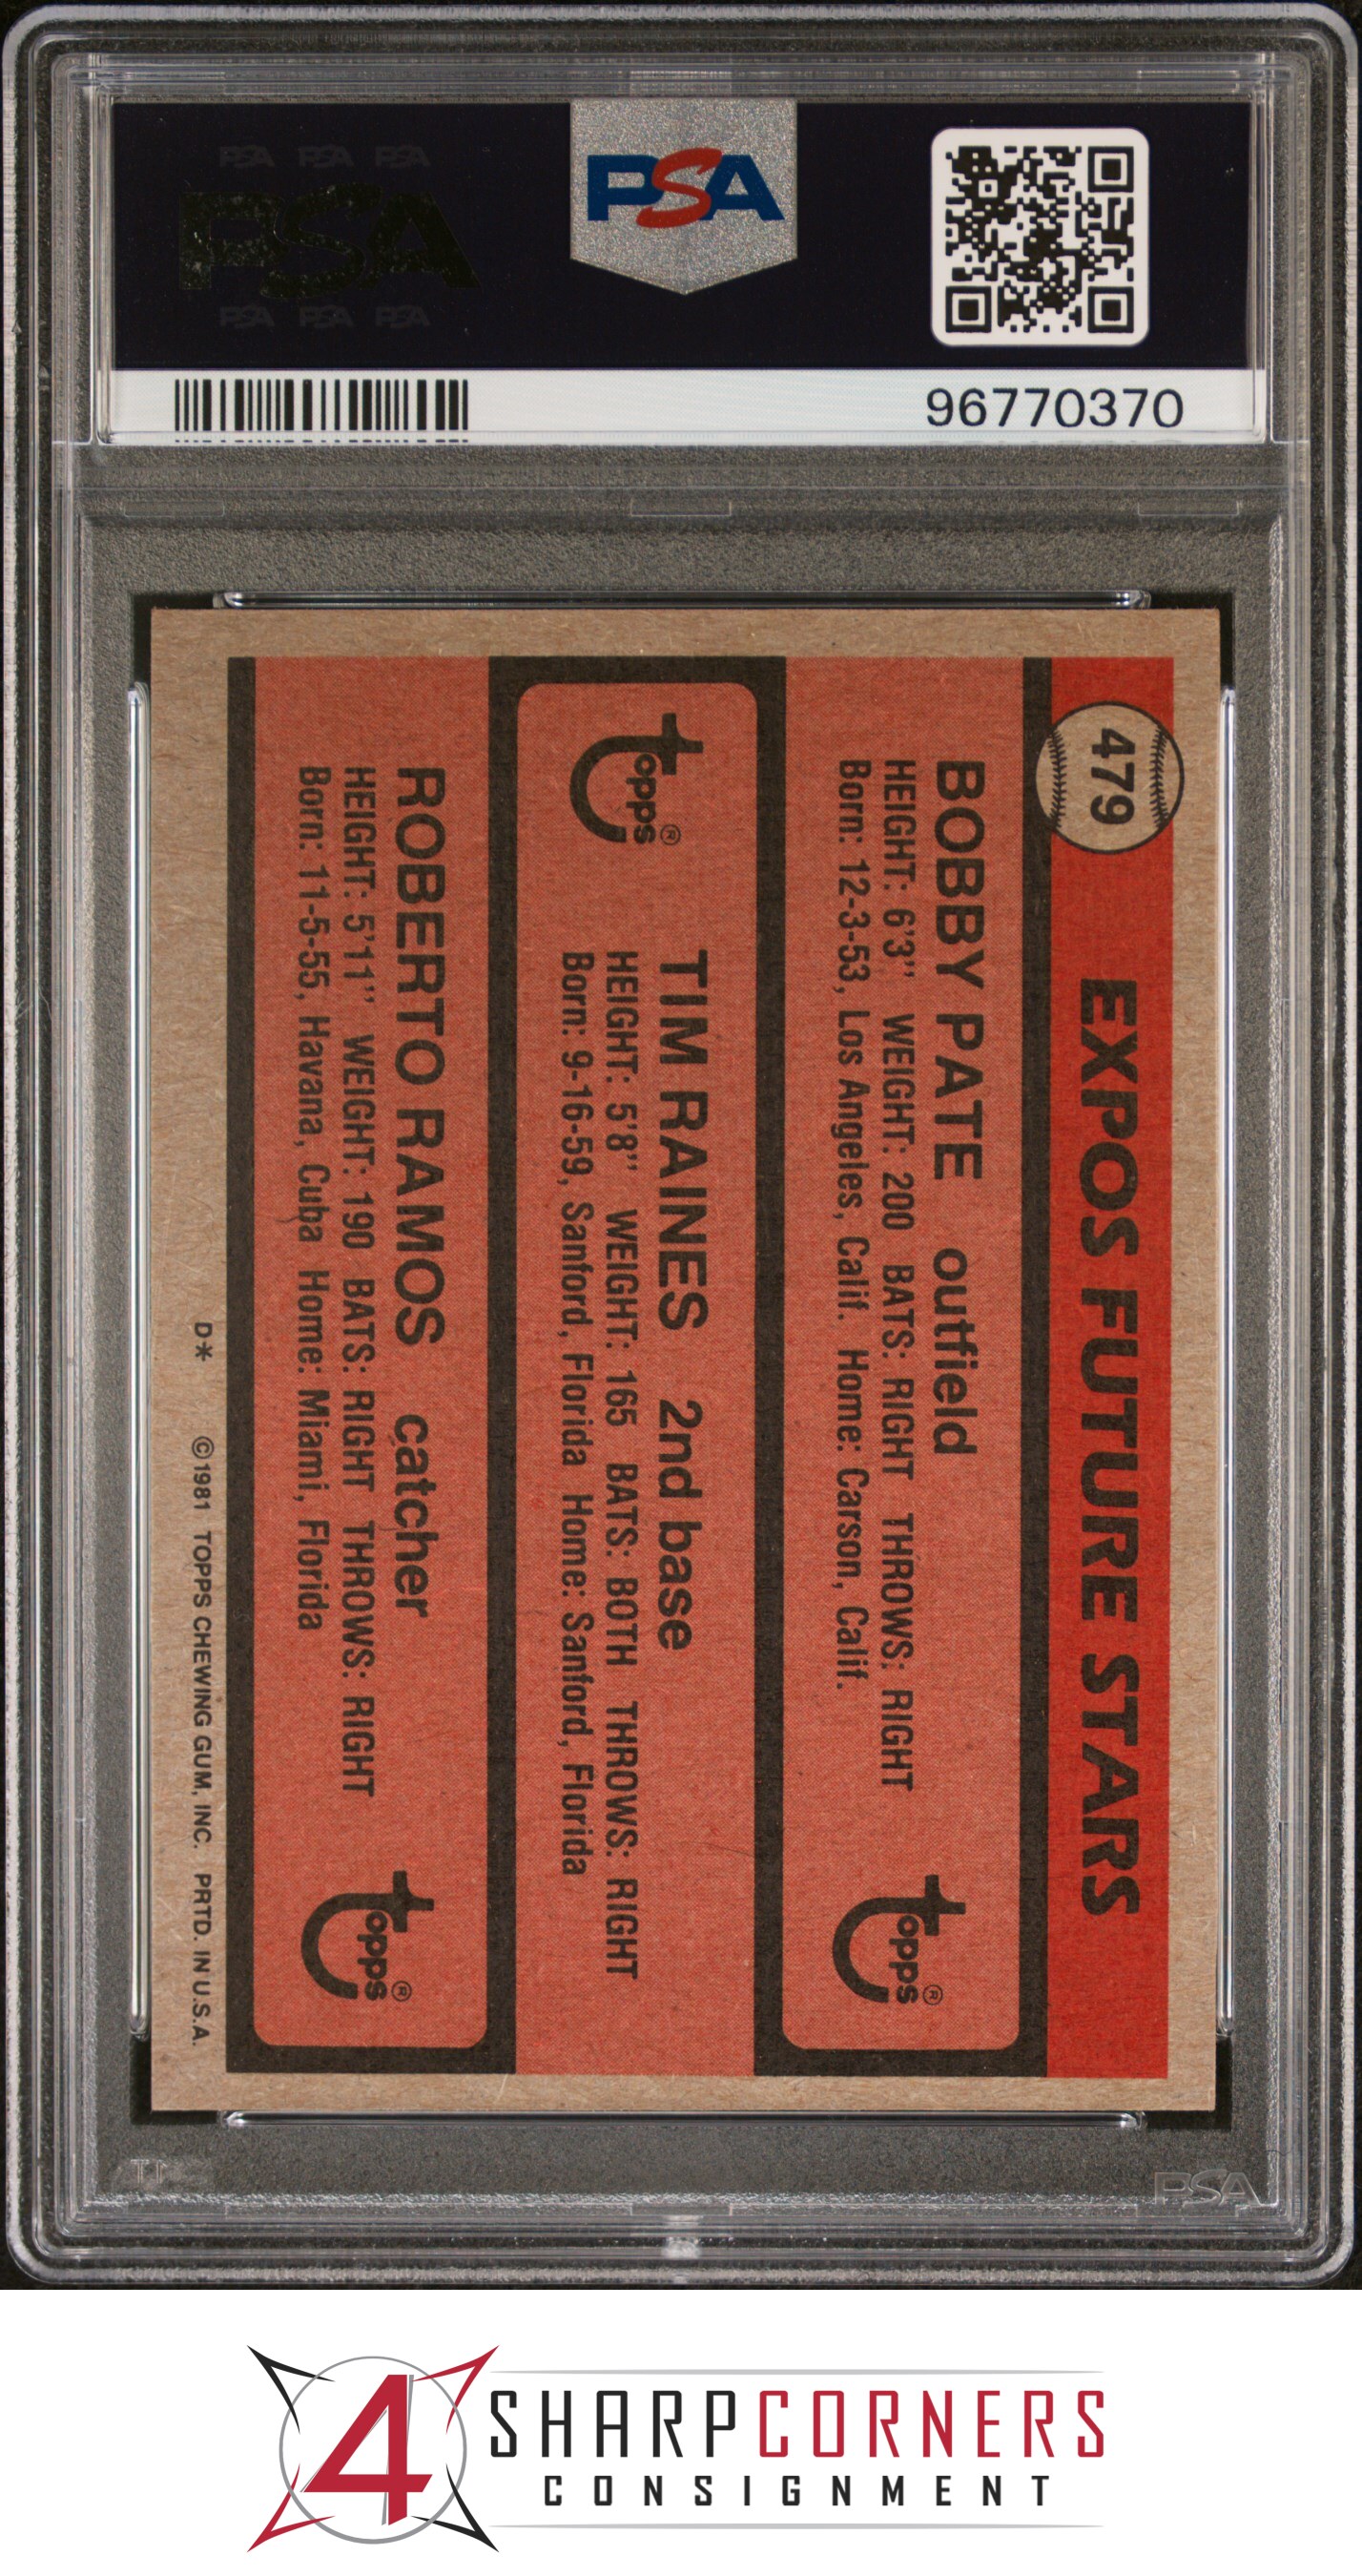 PSA PSA PSA
PSA
PSA PSA PSA
PSA
96770370
479
EXPOS FUTURE STARS
BOBBY PATE outfield
HEIGHT: 6'3" WEIGHT: 200 BATS: RIGHT THROWS: RIGHT
Born: 12-3-53, Los Angeles, Calif. Home: Carson, Calif.
topps®
topps®
TIM RAINES 2nd base
HEIGHT: 5'8" WEIGHT: 165 BATS: BOTH THROWS: RIGHT
Born: 9-16-59, Sanford, Florida Home: Sanford, Florida
ROBERTO RAMOS catcher
HEIGHT: 5'11" WEIGHT: 190 BATS: RIGHT THROWS: RIGHT
Born: 11-5-55, Havana, Cuba Home: Miami, Florida
topps®
D* ©1981 TOPPS CHEWING GUM, INC. PRTD. IN U.S.A.
PSA
4
SHARPCORNERS
CONSIGNMENT